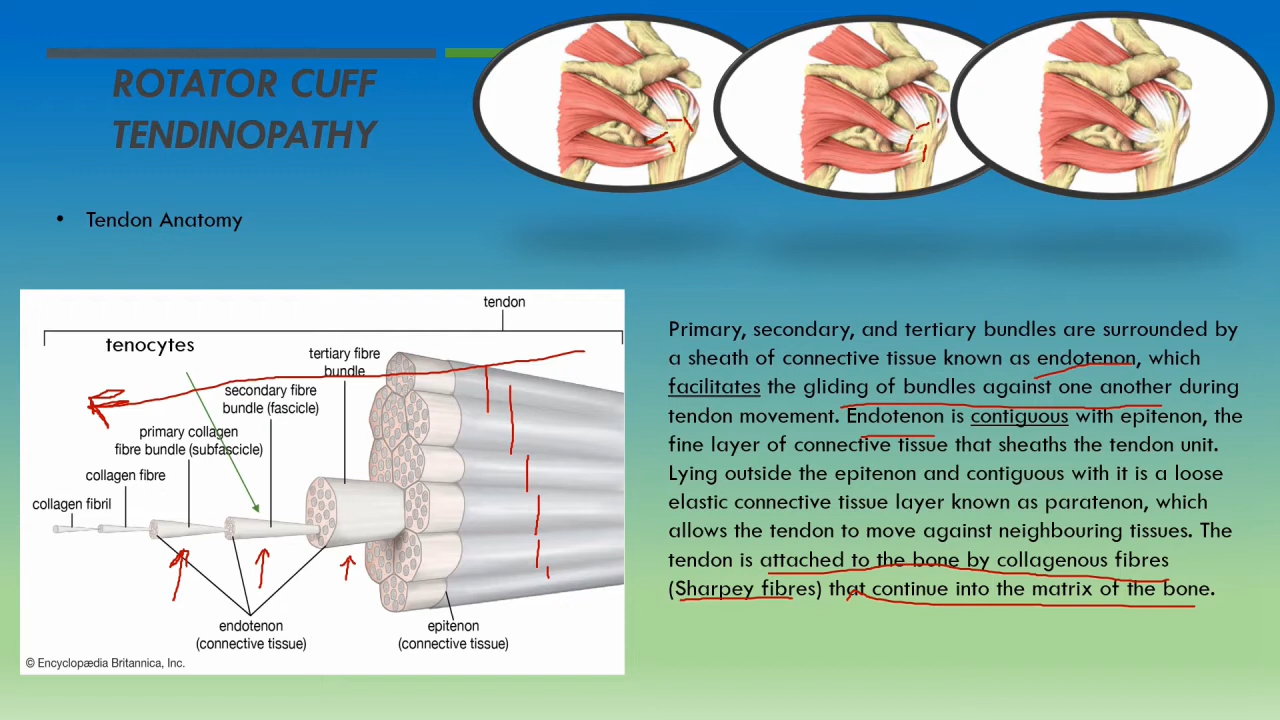 ROTATOR CUFF
TENDINOPATHY
• Tendon Anatomy
tendon
tenocytes
tertiary fibre
bundle
secondary fibre
bundle (fascicle)
primary collagen
fibre bundle (subfascicle)
collagen fibre
collagen fibril
endotenon
(connective tissue)
epitenon
(connective tissue)
© Encyclopædia Britannica, Inc.
Primary, secondary, and tertiary bundles are surrounded by
a sheath of connective tissue known as endotenon, which
facilitates the gliding of bundles against one another during
tendon movement. Endotenon is contiguous with epitenon, the
fine layer of connective tissue that sheaths the tendon unit.
Lying outside the epitenon and contiguous with it is a loose
elastic connective tissue layer known as paratenon, which
allows the tendon to move against neighbouring tissues. The
tendon is attached to the bone by collagenous fibres
(Sharpey fibres) that continue into the matrix of the bone.